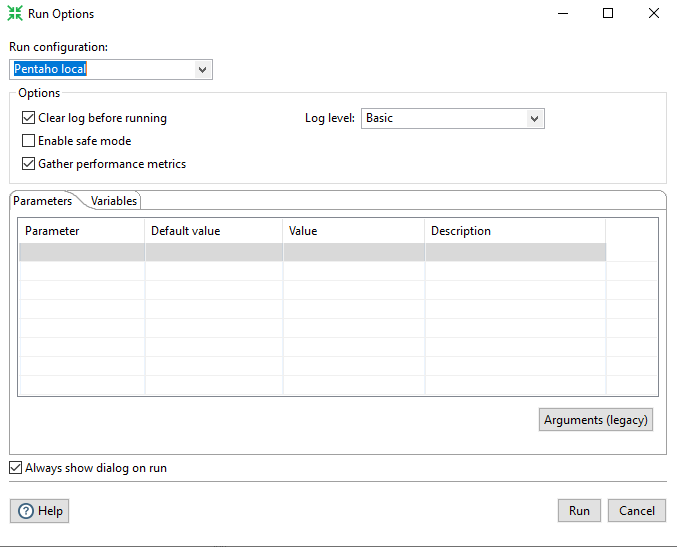 Run Options
Run configuration:
Pentaho local
Options
Clear log before running
Log level: Basic
Enable safe mode
Gather performance metrics
Parameters Variables
Parameter Default value Value Description
Arguments (legacy)
Always show dialog on run
? Help Run Cancel